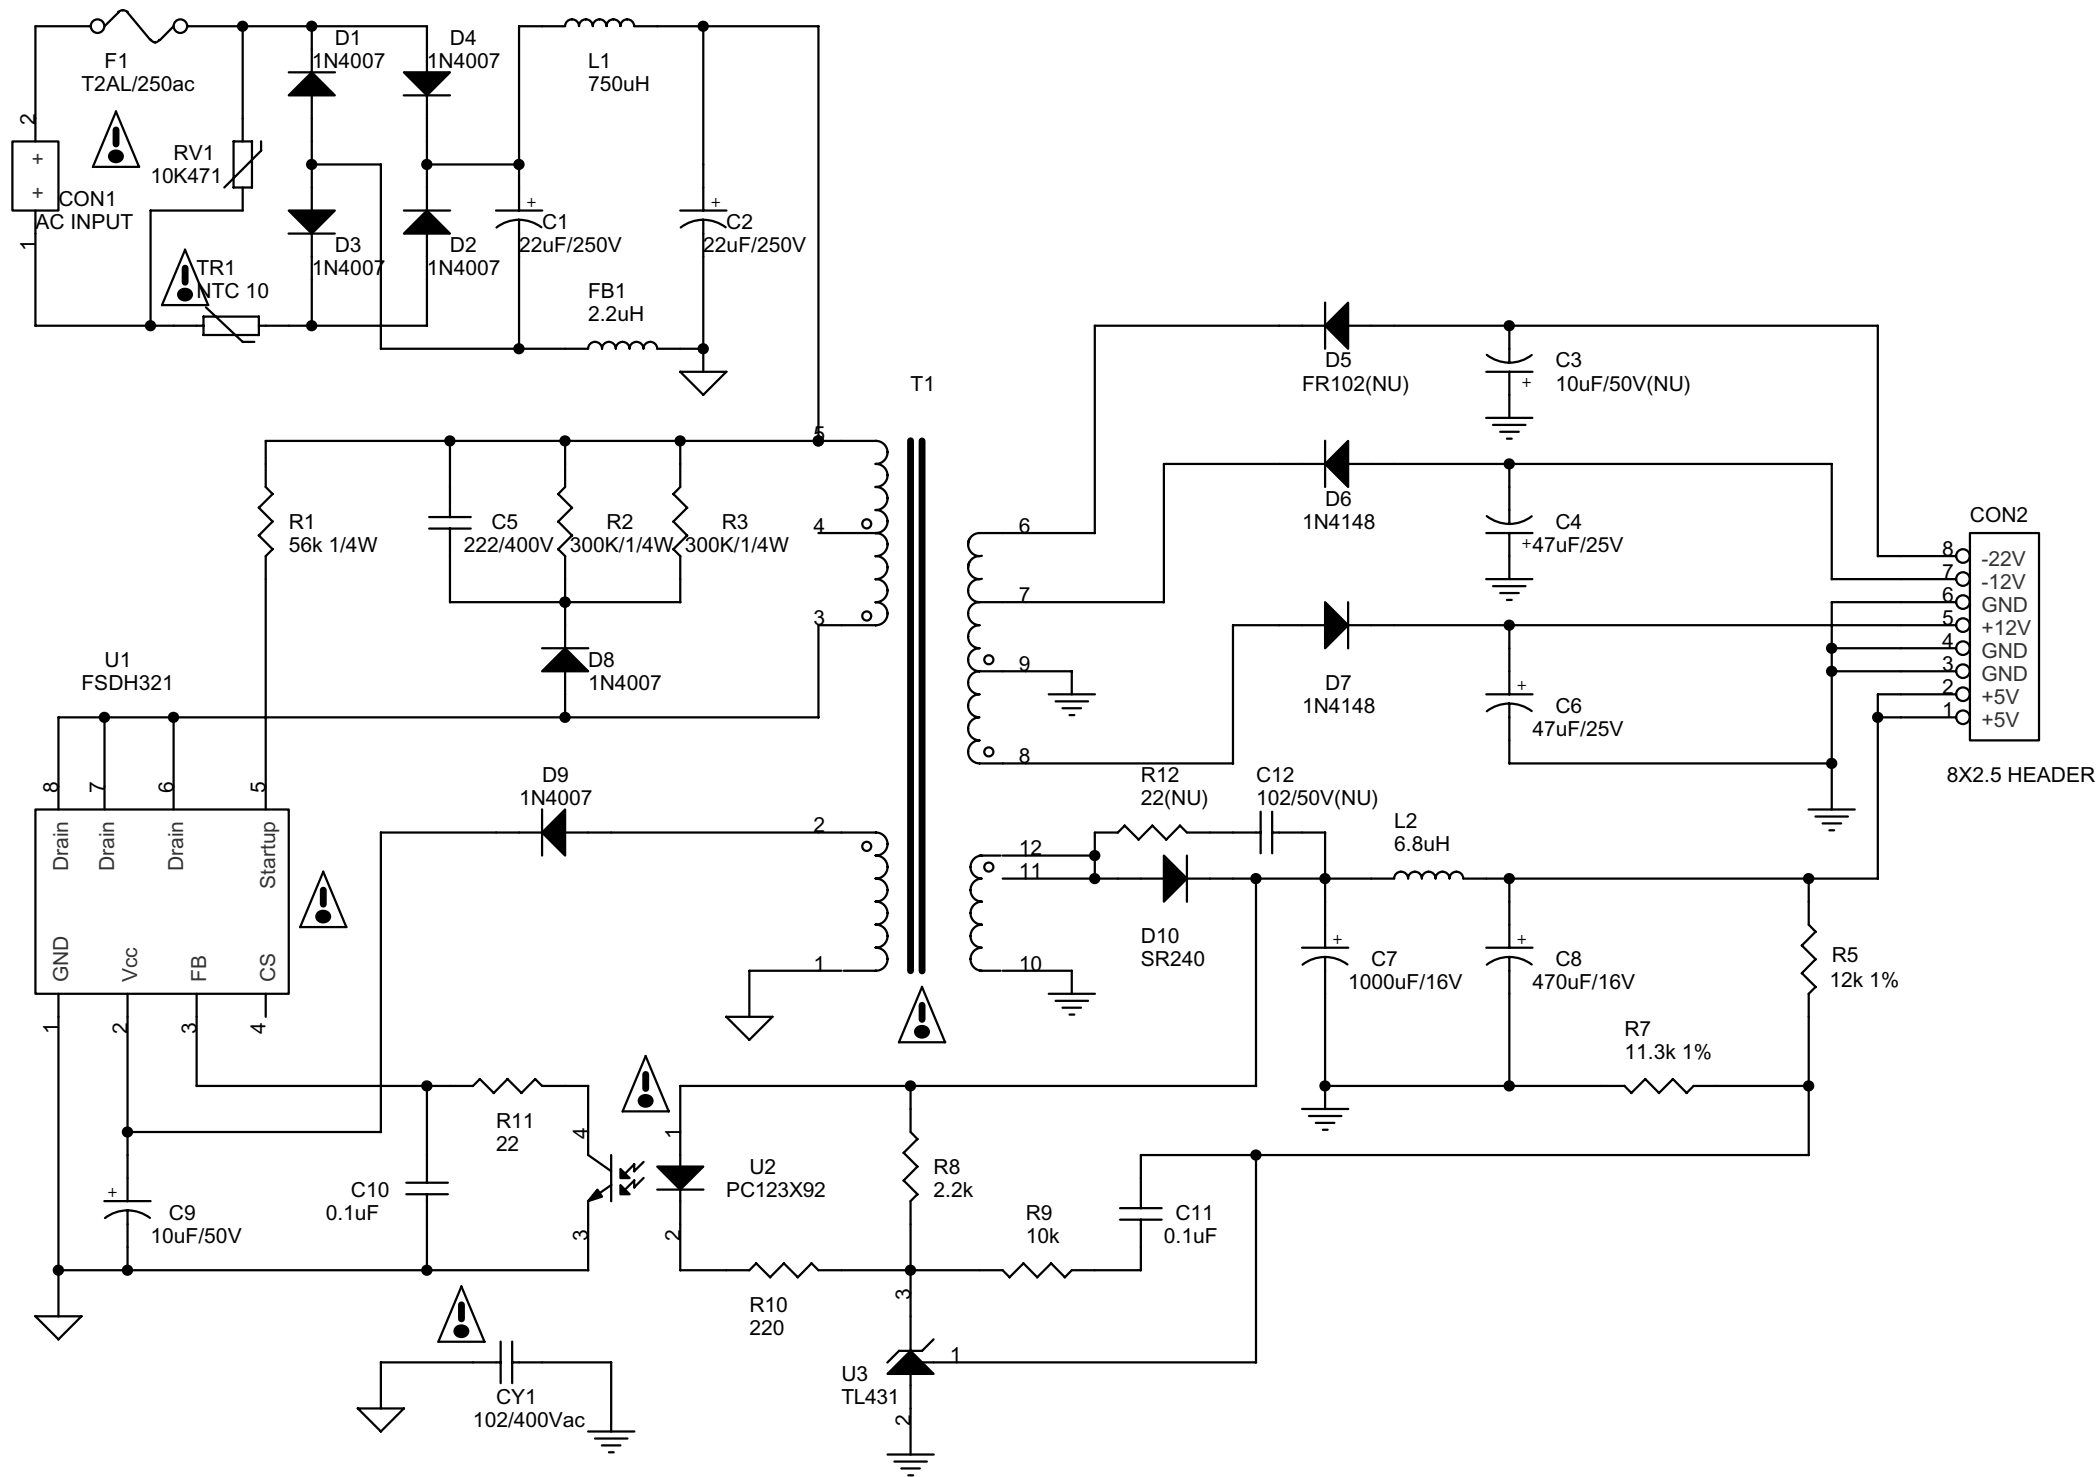 F1
T2AL/250ac
D1
1N4007
D4
1N4007
L1
750uH
2
+
+
1
CON1
AC INPUT
RV1
10K471
TR1
NTC 10
D3
1N4007
D2
1N4007
+
C1
22uF/250V
+
C2
22uF/250V
FB1
2.2uH
T1
D5
FR102(NU)
+
C3
10uF/50V(NU)
D6
1N4148
+
C4
47uF/25V
D7
1N4148
+
C6
47uF/25V
CON2
8
-22V
7
-12V
6
GND
5
+12V
4
GND
3
GND
2
+5V
1
+5V
8X2.5 HEADER
5
4
3
2
1
6
7
9
8
12
11
10
R1
56k 1/4W
C5
222/400V
R2
300K/1/4W
R3
300K/1/4W
D8
1N4007
U1
FSDH321
8
7
6
5
Drain
Drain
Drain
Startup
GND
Vcc
FB
CS
1
2
3
4
D9
1N4007
R12
22(NU)
C12
102/50V(NU)
L2
6.8uH
D10
SR240
+
C7
1000uF/16V
+
C8
470uF/16V
R5
12k 1%
R7
11.3k 1%
R11
22
4
3
1
2
U2
PC123X92
R8
2.2k
R9
10k
C11
0.1uF
+
C9
10uF/50V
C10
0.1uF
R10
220
3
1
2
U3
TL431
CY1
102/400Vac